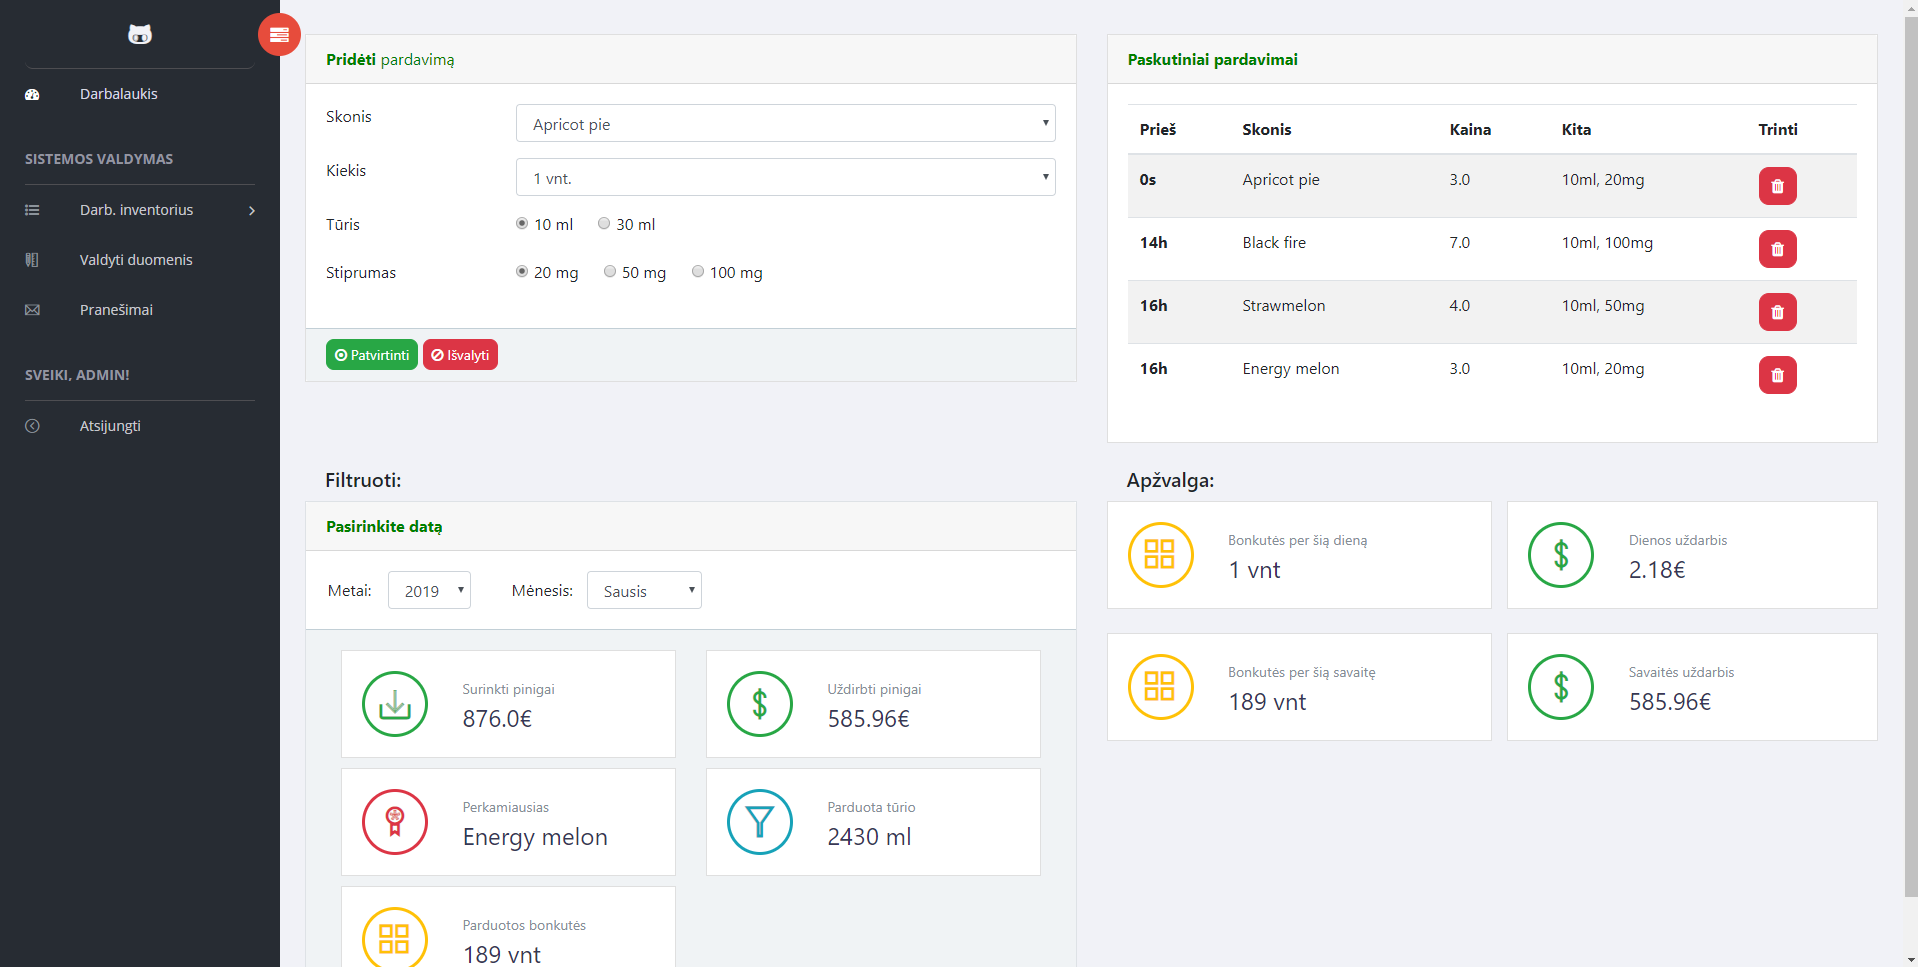 Darbalaukis
SISTEMOS VALDYMAS
Darb. inventorius
Valdyti duomenis
Pranešimai
SVEIKI, ADMIN!
Atsijungti
Pridėti pardavimą
Skonis
Apricot pie
Kiekis
1 vnt.
Tūris
10 ml 30 ml
Stiprumas
20 mg 50 mg 100 mg
Patvirtinti Išvalyti
Paskutiniai pardavimai
Prieš Skonis Kaina Kita Trinti
0s Apricot pie 3.0 10ml, 20mg
14h Black fire 7.0 10ml, 100mg
16h Strawmelon 4.0 10ml, 50mg
16h Energy melon 3.0 10ml, 20mg
Filtruoti:
Pasirinkite datą
Metai: 2019 Mėnesis: Sausis
Surinkti pinigai
876.0€
Uždirbti pinigai
585.96€
Perkamiausias
Energy melon
Parduota tūrio
2430 ml
Parduotos bonkutės
189 vnt
Apžvalga:
Bonkutės per šią dieną
1 vnt
Dienos uždarbis
2.18€
Bonkutės per šią savaitę
189 vnt
Savaitės uždarbis
585.96€